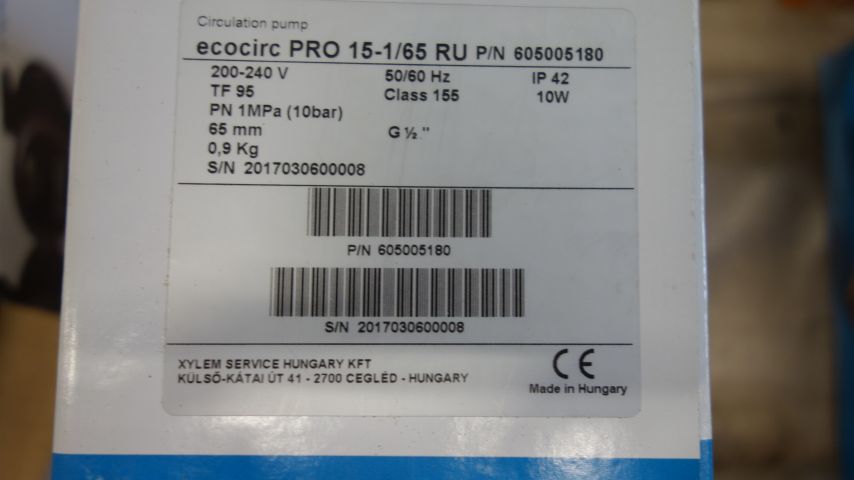 Circulation pump
ecocirc PRO 15-1/65 RU P/N 605005180
200-240 V 50/60 Hz IP 42
TF 95 Class 155 10W
PN 1MPa (10bar)
65 mm G ½ "
0,9 Kg
S/N 2017030600008
P/N 605005180
S/N 2017030600008
XYLEM SERVICE HUNGARY KFT
KÜLSŐ-KÁTAI ÚT 41 - 2700 CEGLÉD - HUNGARY
CE
Made in Hungary